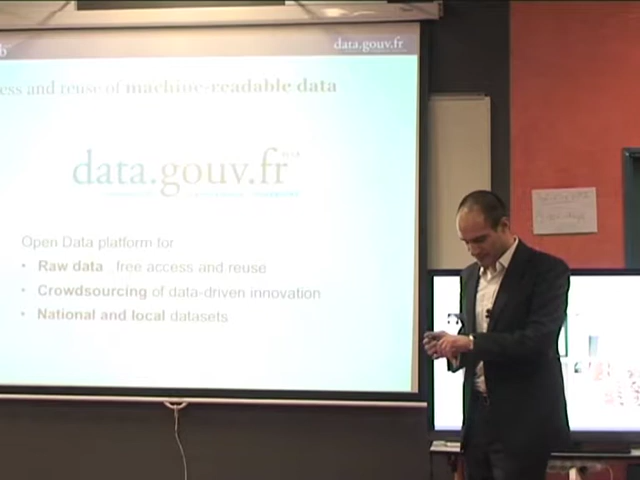 b
data.gouv.fr
ess and reuse of machine-readable data
data.gouv.fr
Open Data platform for
• Raw data free access and reuse
• Crowdsourcing of data-driven innovation
• National and local datasets